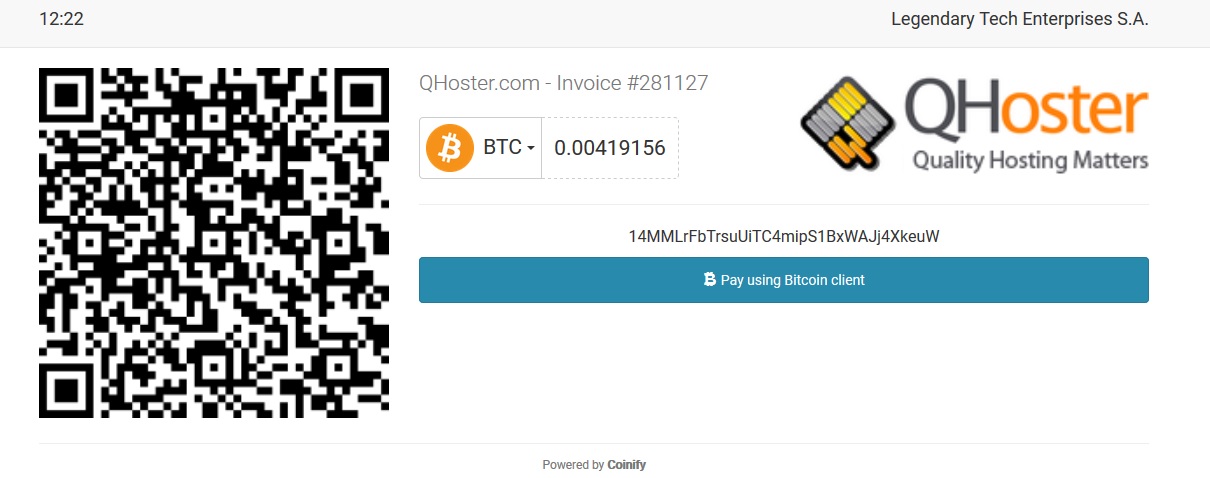 12:22
Legendary Tech Enterprises S.A.
QHoster.com - Invoice #281127
BTC 0.00419156
QHoster
Quality Hosting Matters
14MMLrFbTrsuUiTC4mipS1BxWAJj4XkeuW
Pay using Bitcoin client
Powered by Coinify